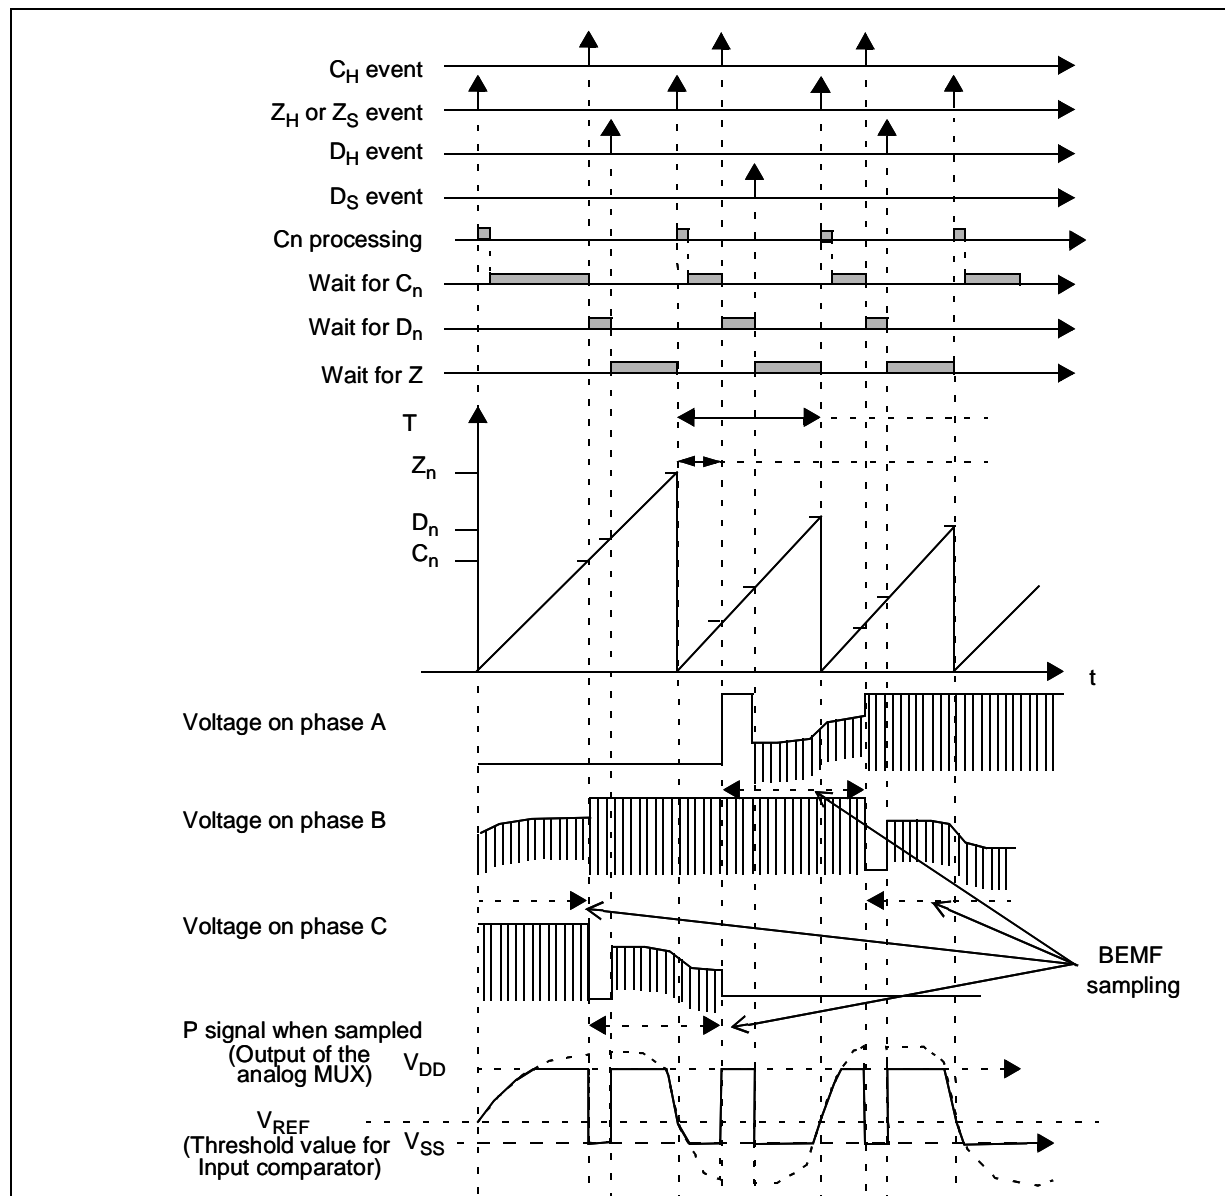 C_H event
Z_H or Z_S event
D_H event
D_S event
Cn processing
Wait for C_n
Wait for D_n
Wait for Z
T
Z_n
D_n
C_n
t
Voltage on phase A
Voltage on phase B
Voltage on phase C
BEMF
sampling
P signal when sampled
(Output of the
analog MUX)
V_DD
V_REF
(Threshold value for
Input comparator)
V_SS